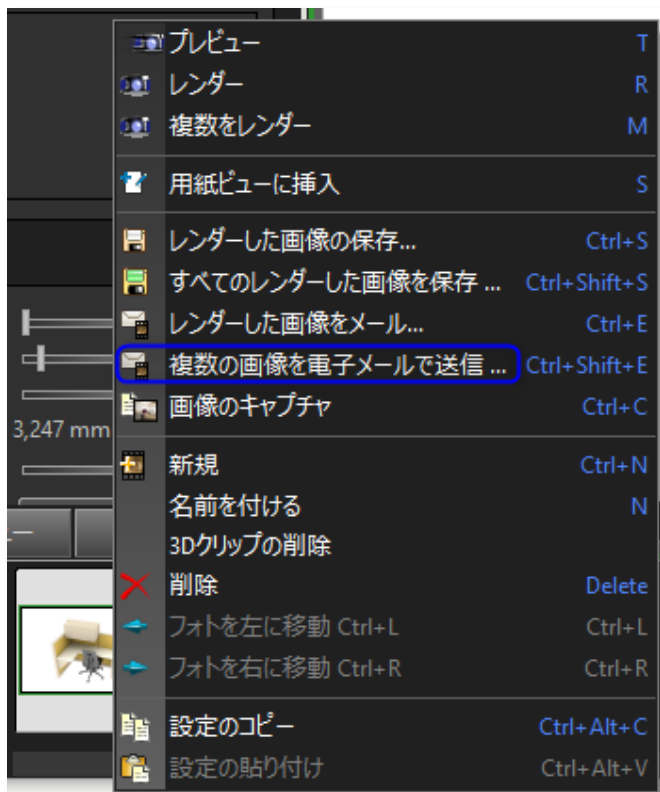 プレビュー T
レンダー R
複数をレンダー M
用紙ビューに挿入 S
レンダーした画像の保存... Ctrl+S
すべてのレンダーした画像を保存 ... Ctrl+Shift+S
レンダーした画像をメール... Ctrl+E
複数の画像を電子メールで送信 ... Ctrl+Shift+E
画像のキャプチャ Ctrl+C
3,247 mm
新規 Ctrl+N
名前を付ける N
3Dクリップの削除
削除 Delete
フォトを左に移動 Ctrl+L Ctrl+L
フォトを右に移動 Ctrl+R Ctrl+R
設定のコピー Ctrl+Alt+C
設定の貼り付け Ctrl+Alt+V